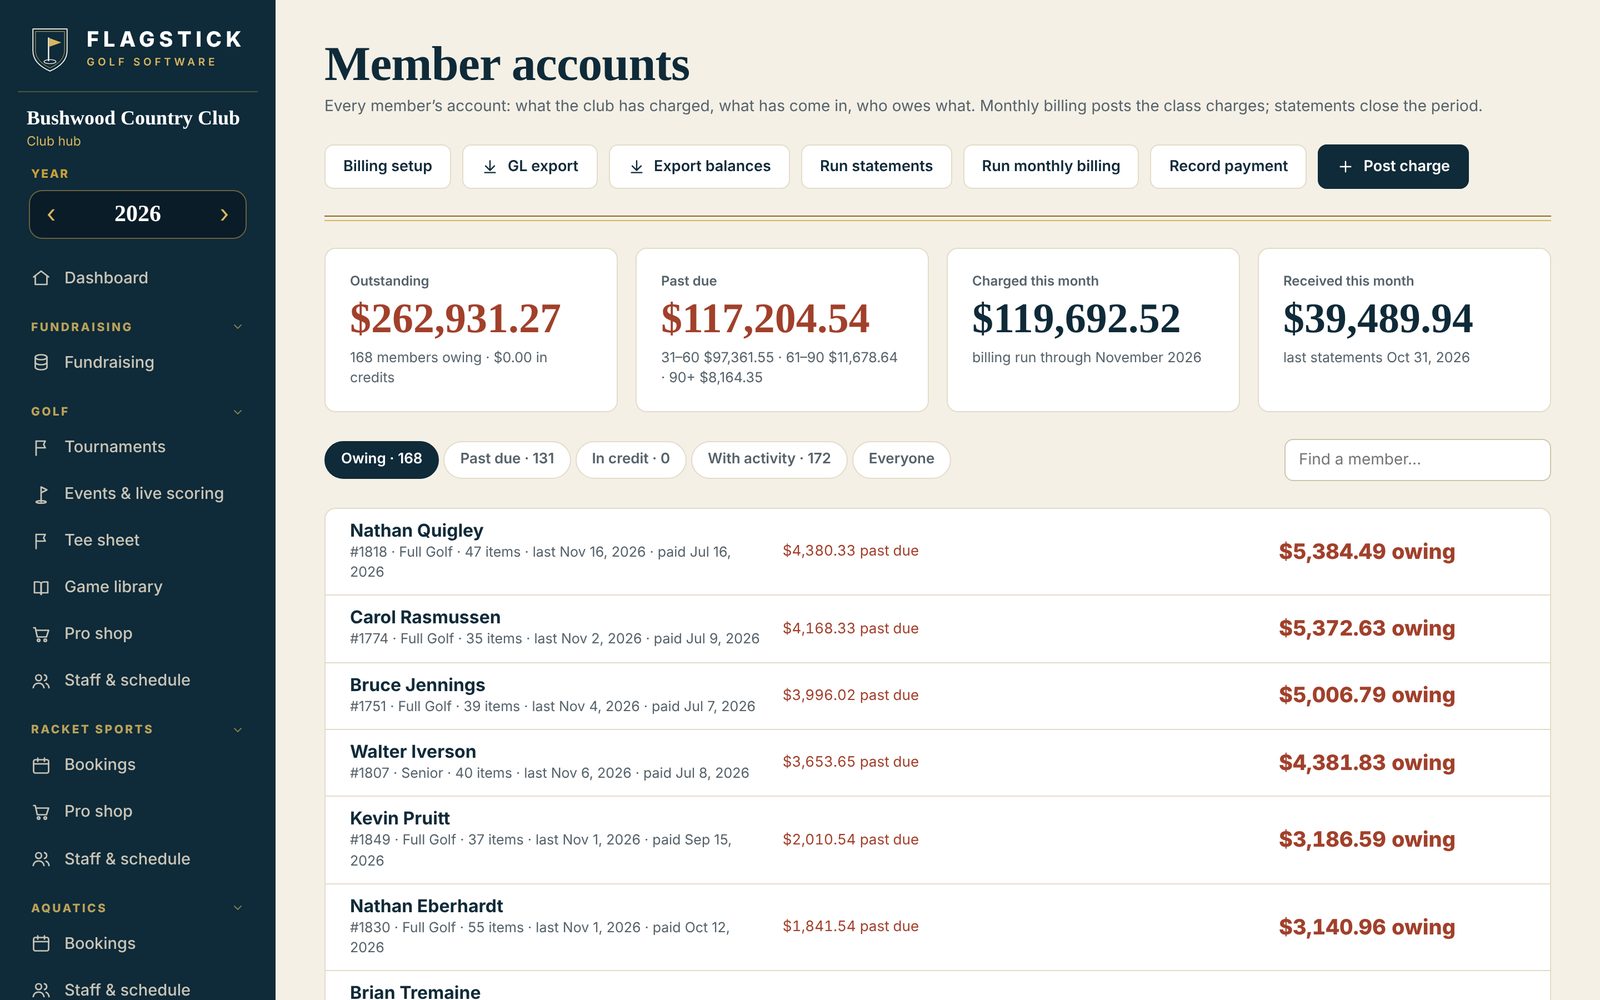 FLAGSTICK
GOLF SOFTWARE
Bushwood Country Club
Club hub
YEAR
2026
Dashboard
FUNDRAISING
Fundraising
GOLF
Tournaments
Events & live scoring
Tee sheet
Game library
Pro shop
Staff & schedule
RACKET SPORTS
Bookings
Pro shop
Staff & schedule
AQUATICS
Bookings
Staff & schedule
Member accounts
Every member’s account: what the club has charged, what has come in, who owes what. Monthly billing posts the class charges; statements close the period.
Billing setup
GL export
Export balances
Run statements
Run monthly billing
Record payment
Post charge
Outstanding
$262,931.27
168 members owing · $0.00 in
credits
Past due
$117,204.54
31–60 $97,361.55 · 61–90 $11,678.64
· 90+ $8,164.35
Charged this month
$119,692.52
billing run through November 2026
Received this month
$39,489.94
last statements Oct 31, 2026
Owing · 168
Past due · 131
In credit · 0
With activity · 172
Everyone
Find a member...
Nathan Quigley
#1818 · Full Golf · 47 items · last Nov 16, 2026 · paid Jul 16,
2026
$4,380.33 past due
$5,384.49 owing
Carol Rasmussen
#1774 · Full Golf · 35 items · last Nov 2, 2026 · paid Jul 9, 2026
$4,168.33 past due
$5,372.63 owing
Bruce Jennings
#1751 · Full Golf · 39 items · last Nov 4, 2026 · paid Jul 7, 2026
$3,996.02 past due
$5,006.79 owing
Walter Iverson
#1807 · Senior · 40 items · last Nov 6, 2026 · paid Jul 8, 2026
$3,653.65 past due
$4,381.83 owing
Kevin Pruitt
#1849 · Full Golf · 37 items · last Nov 1, 2026 · paid Sep 15,
2026
$2,010.54 past due
$3,186.59 owing
Nathan Eberhardt
#1830 · Full Golf · 55 items · last Nov 1, 2026 · paid Oct 12,
2026
$1,841.54 past due
$3,140.96 owing
Brian Tremaine